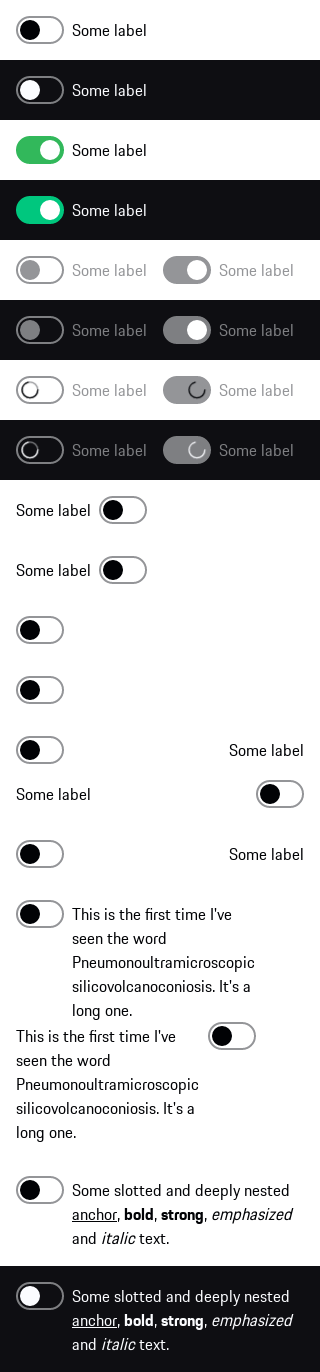 Some label
Some label
Some label
Some label
Some label Some label
Some label Some label
Some label Some label
Some label Some label
Some label
Some label
Some label
Some label
Some label
This is the first time I've
seen the word
Pneumonoultramicroscopic
silicovolcanoconiosis. It's a
long one.
This is the first time I've
seen the word
Pneumonoultramicroscopic
silicovolcanoconiosis. It's a
long one.
Some slotted and deeply nested
anchor, bold, strong, emphasized
and italic text.
Some slotted and deeply nested
anchor, bold, strong, emphasized
and italic text.